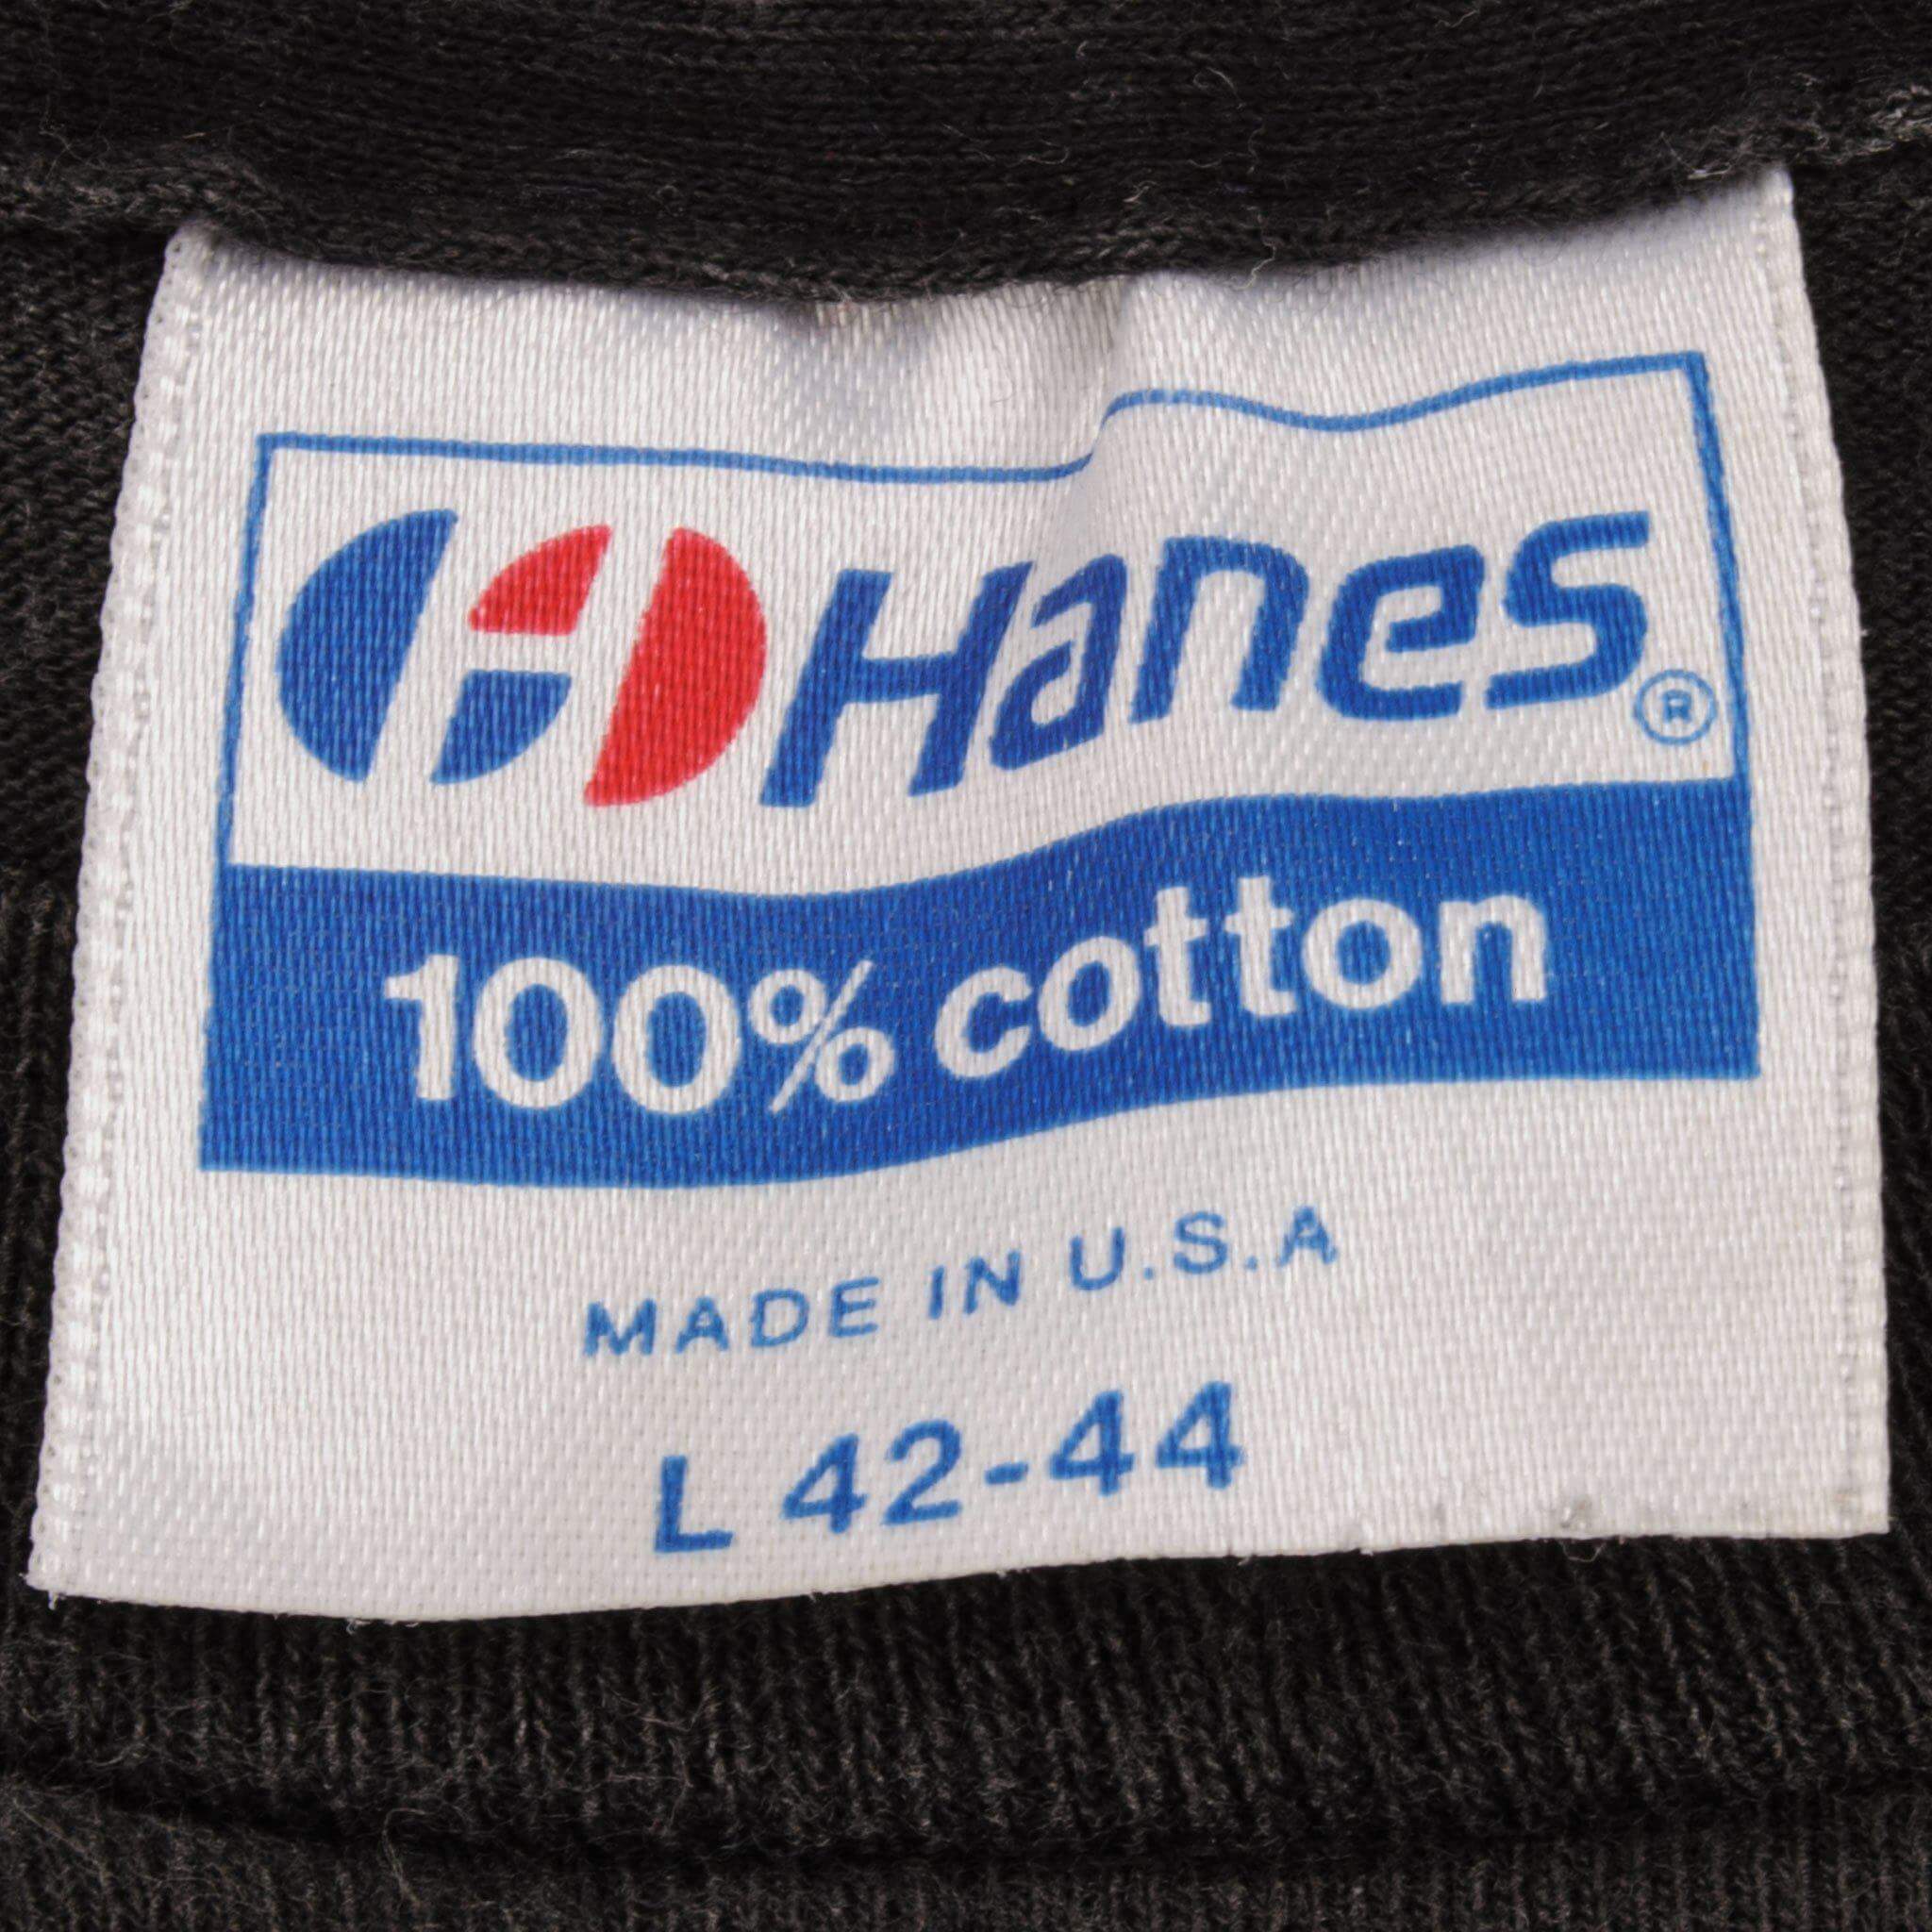 Hanes®
100% cotton
MADE IN U.S.A
L 42-44